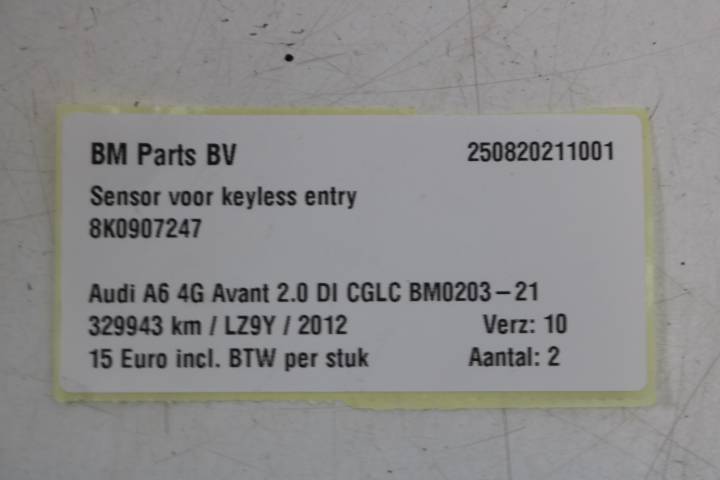 BM Parts BV 250820211001
Sensor voor keyless entry
8K0907247
Audi A6 4G Avant 2.0 DI CGLC BM0203-21
329943 km / LZ9Y / 2012 Verz: 10
15 Euro incl. BTW per stuk Aantal: 2